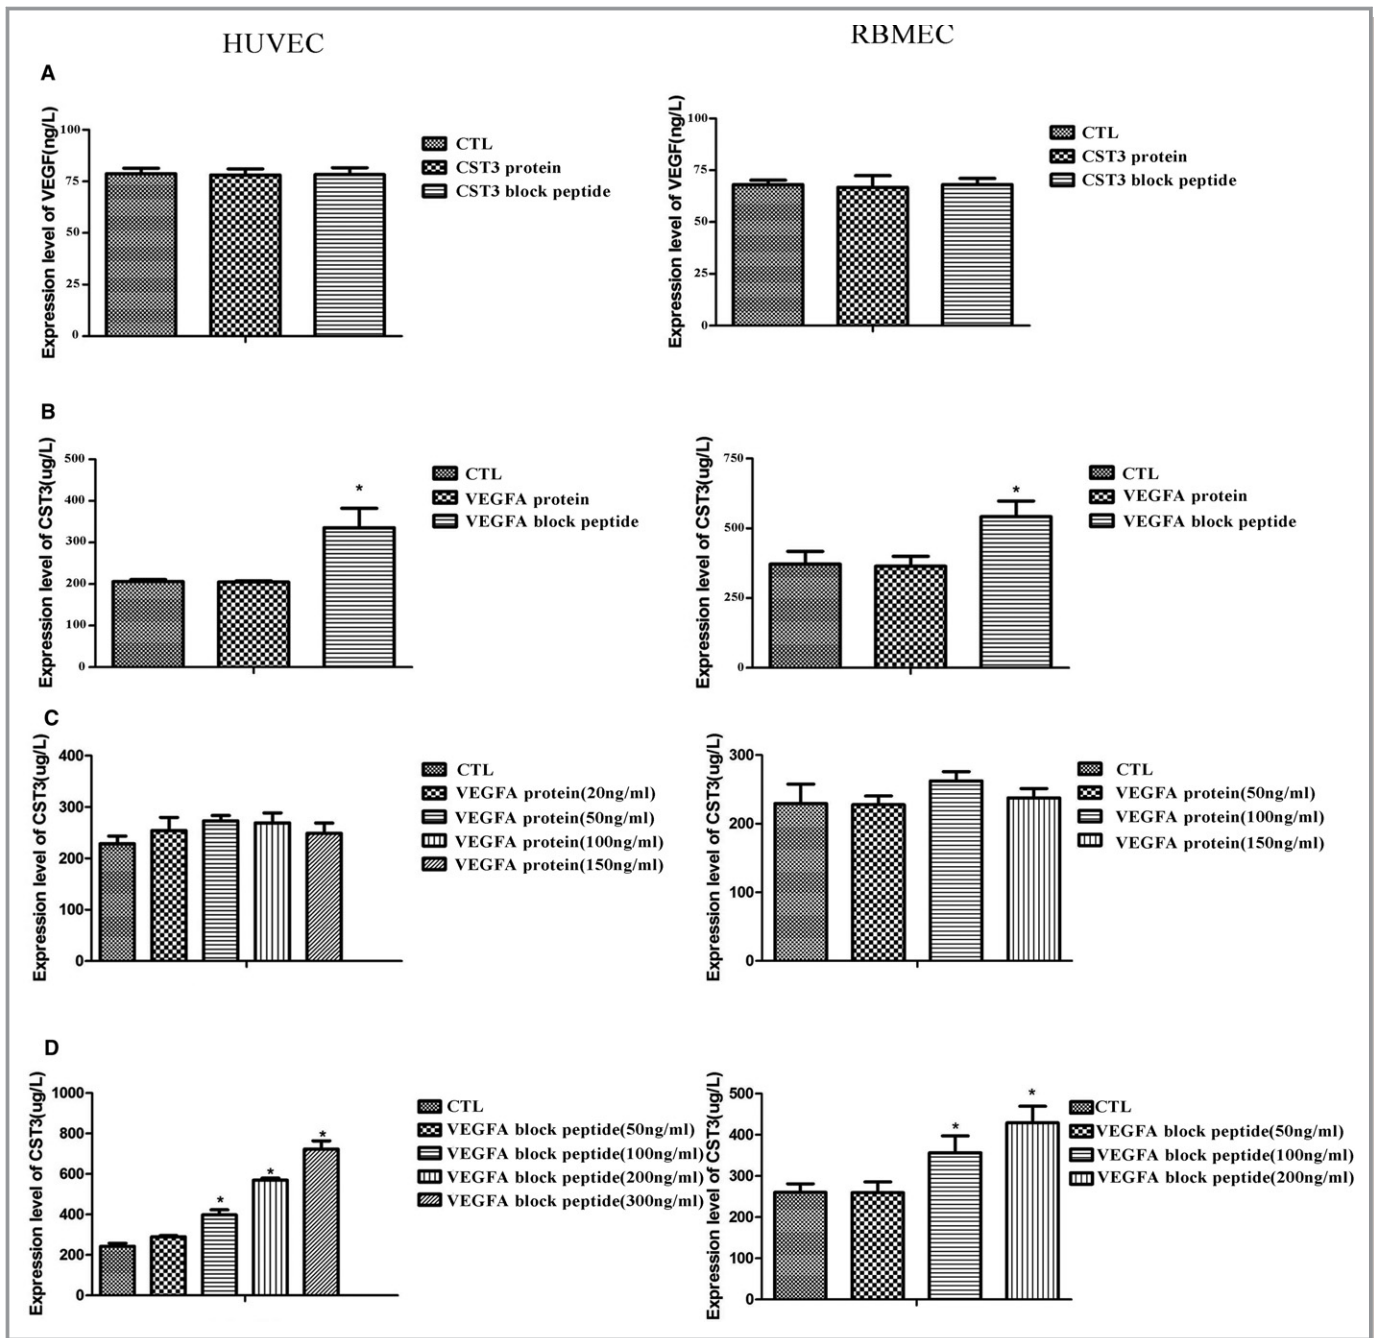 HUVEC
RBMEC
A
Expression level of VEGF(ng/L)
100
75
50
25
0
CTL
CST3 protein
CST3 block peptide
Expression level of VEGF(ng/L)
100
75
50
25
0
CTL
CST3 protein
CST3 block peptide
B
Expression level of CST3(ug/L)
500
400
300
200
100
0
*
CTL
VEGFA protein
VEGFA block peptide
Expression level of CST3(ug/L)
750
500
250
0
*
CTL
VEGFA protein
VEGFA block peptide
C
Expression level of CST3(ug/L)
400
300
200
100
0
CTL
VEGFA protein(20ng/ml)
VEGFA protein(50ng/ml)
VEGFA protein(100ng/ml)
VEGFA protein(150ng/ml)
Expression level of CST3(ug/L)
300
200
100
0
CTL
VEGFA protein(50ng/ml)
VEGFA protein(100ng/ml)
VEGFA protein(150ng/ml)
D
Expression level of CST3(ug/L)
1000
800
600
400
200
0
*
*
*
CTL
VEGFA block peptide(50ng/ml)
VEGFA block peptide(100ng/ml)
VEGFA block peptide(200ng/ml)
VEGFA block peptide(300ng/ml)
Expression level of CST3(ug/L)
500
400
300
200
100
0
*
*
CTL
VEGFA block peptide(50ng/ml)
VEGFA block peptide(100ng/ml)
VEGFA block peptide(200ng/ml)